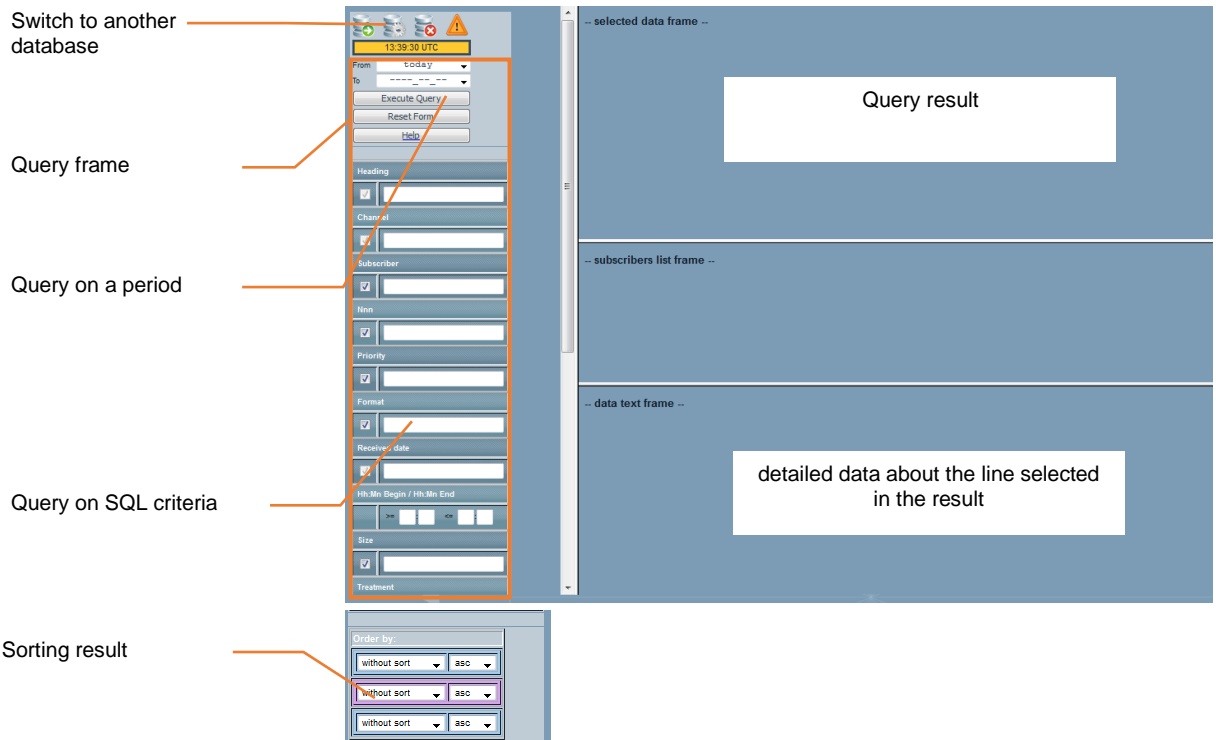 Switch to another
database
Query frame
Query on a period
Query on SQL criteria
Sorting result
13:39:30 UTC
From today
To ----_--_--
Execute Query
Reset Form
Help
Heading
Channel
Subscriber
Nnn
Priority
Format
Received date
Hh:Mn Begin / Hh:Mn End
>= : <= :
Size
Treatment
Order by:
without sort asc
without sort asc
without sort asc
-- selected data frame --
Query result
-- subscribers list frame --
-- data text frame --
detailed data about the line selected
in the result